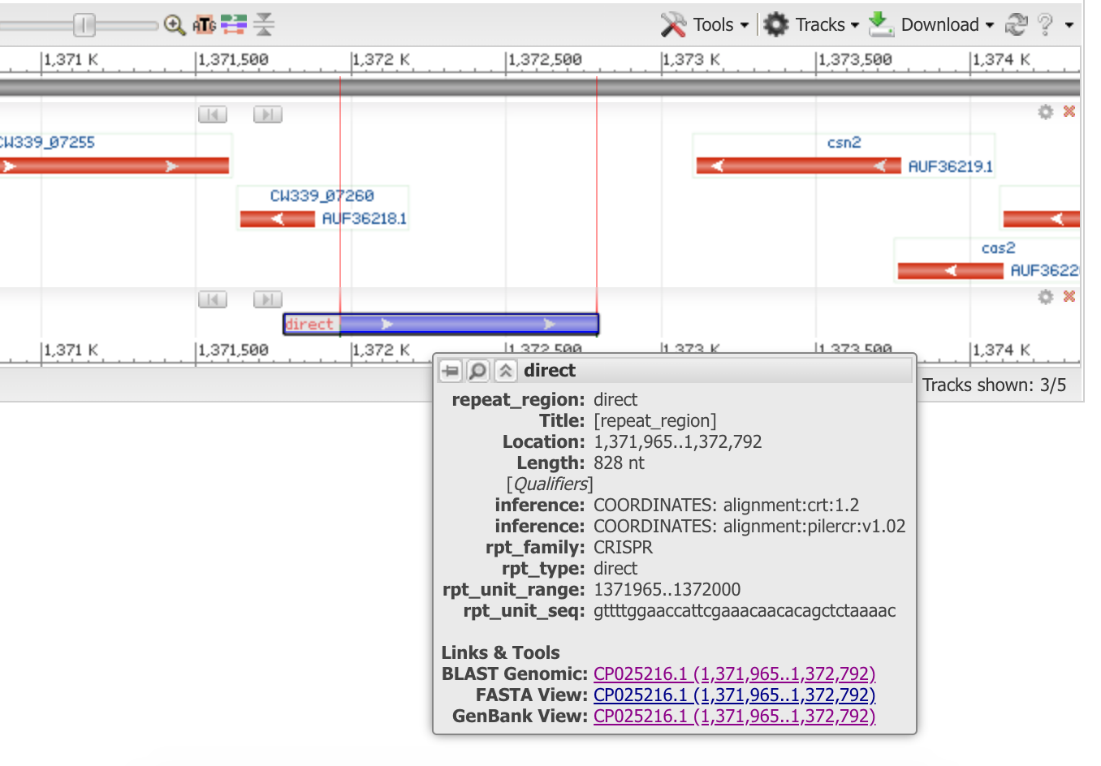 ATG Tools Tracks Download ?
1,371 K 1,371,500 1,372 K 1,372,500 1,373 K 1,373,500 1,374 K
CW339_07255 csn2
AUF36219.1
CW339_07260
AUF36218.1
cas2
AUF3622
direct
1,371 K 1,371,500 1,372 K 1,372,500 1,373 K 1,373,500 1,374 K
direct
Tracks shown: 3/5
repeat_region: direct
Title: [repeat_region]
Location: 1,371,965..1,372,792
Length: 828 nt
[Qualifiers]
inference: COORDINATES: alignment:crt:1.2
inference: COORDINATES: alignment:pilercr:v1.02
rpt_family: CRISPR
rpt_type: direct
rpt_unit_range: 1371965..1372000
rpt_unit_seq: gttttggaaccattcgaaacaacacagctctaaaac
Links & Tools
BLAST Genomic: CP025216.1 (1,371,965..1,372,792)
FASTA View: CP025216.1 (1,371,965..1,372,792)
GenBank View: CP025216.1 (1,371,965..1,372,792)